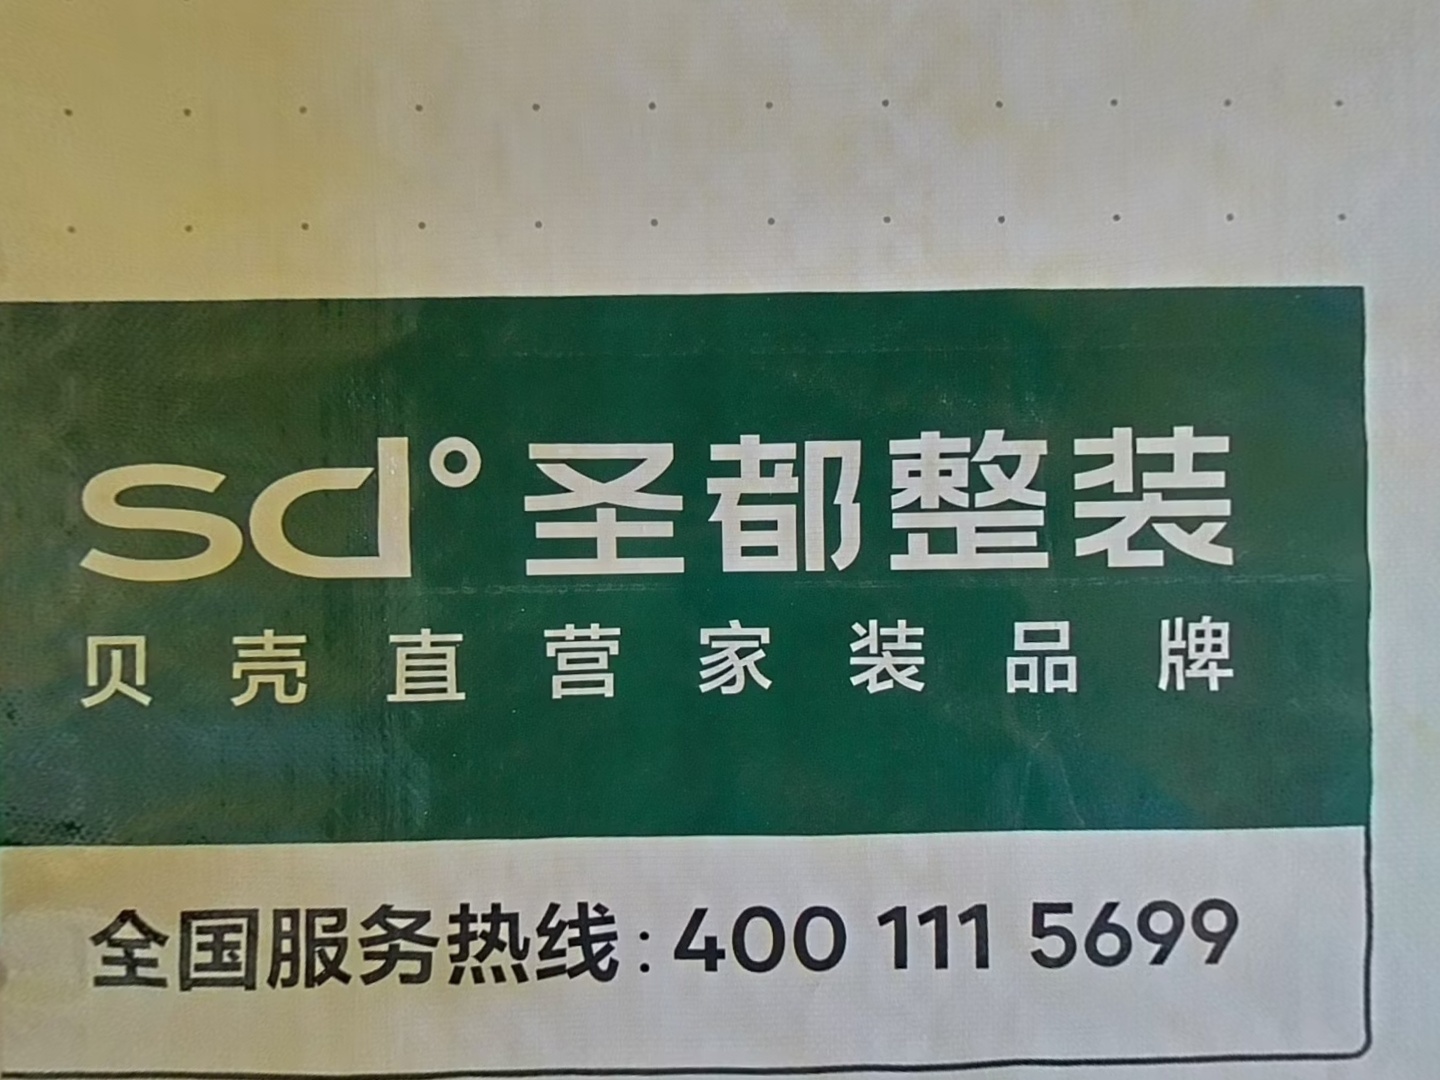 sd° 圣都整装
贝壳直营家装品牌
全国服务热线：400 111 5699